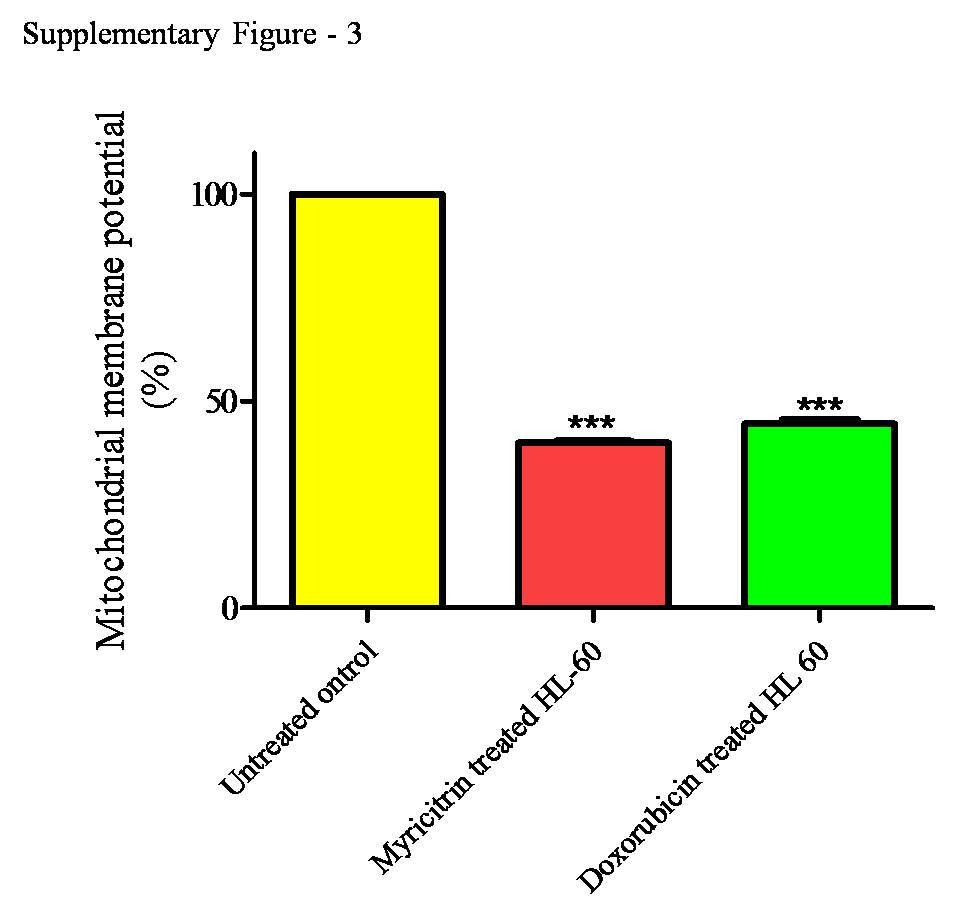 Supplementary Figure - 3
Mitochondrial membrane potential
(%)
100
50
0
***
***
Untreated ontrol
Myricitrin treated HL-60
Doxorubicin treated HL 60